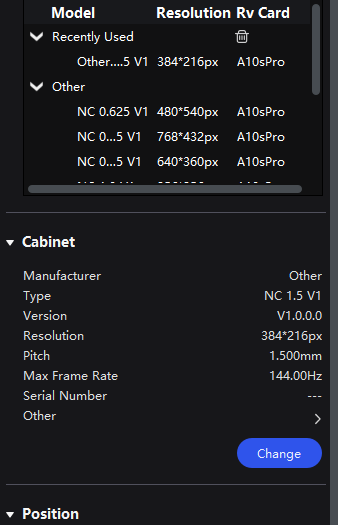 Model Resolution Rv Card
Recently Used
Other....5 V1 384*216px A10sPro
Other
NC 0.625 V1 480*540px A10sPro
NC 0...5 V1 768*432px A10sPro
NC 0...5 V1 640*360px A10sPro
Cabinet
Manufacturer Other
Type NC 1.5 V1
Version V1.0.0.0
Resolution 384*216px
Pitch 1.500mm
Max Frame Rate 144.00Hz
Serial Number ---
Other
Change
Position